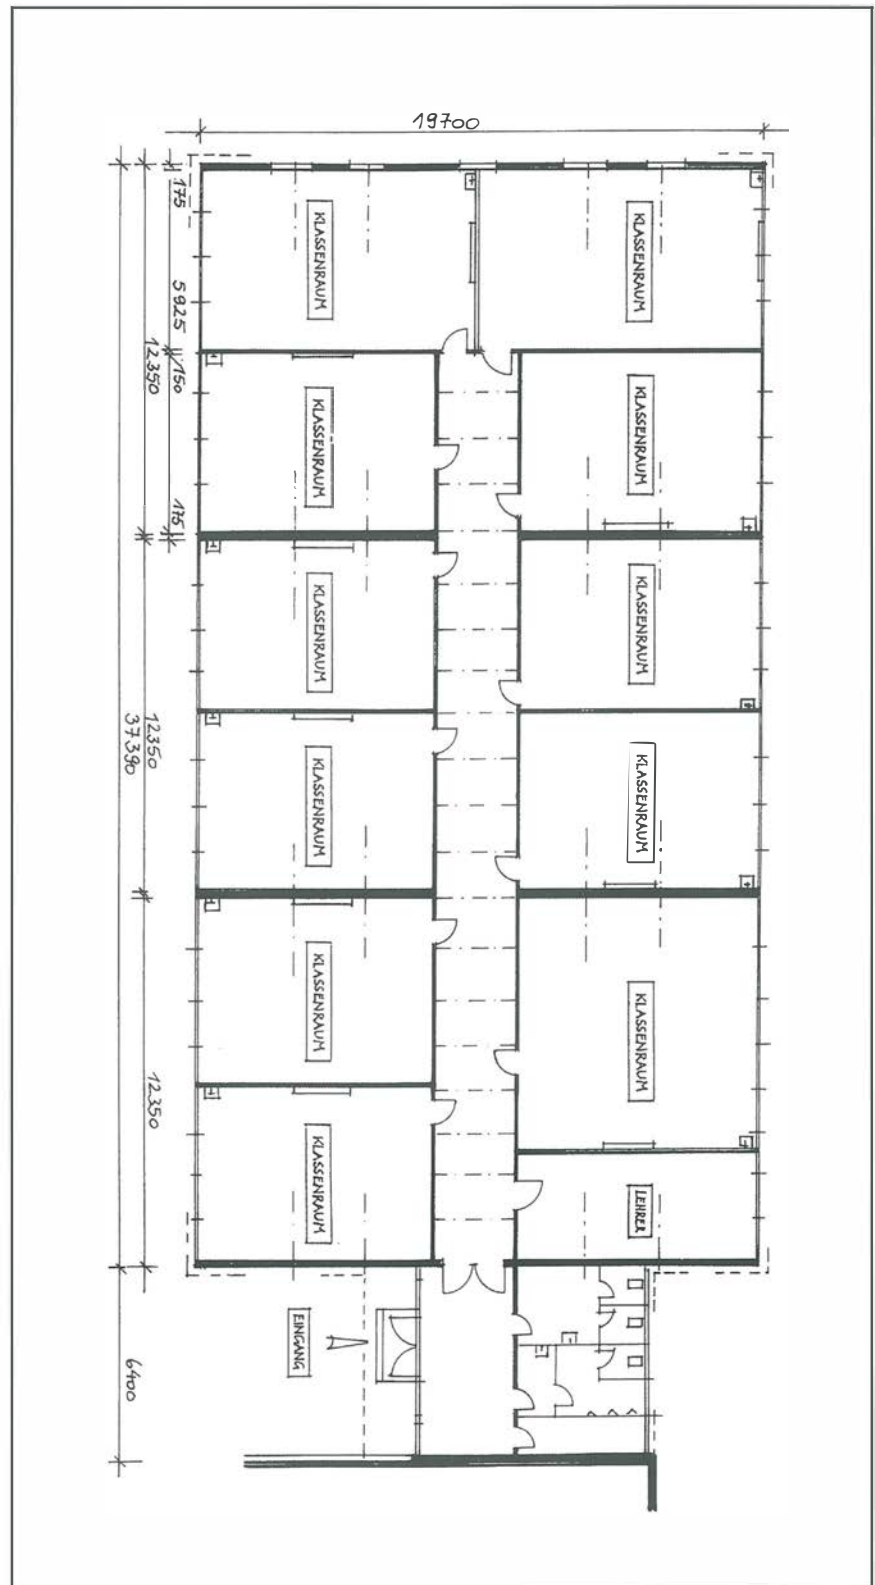 19700
175
5925
150
175
12350
12350
12350
37390
6400
KLASSENRAUM
KLASSENRAUM
KLASSENRAUM
KLASSENRAUM
KLASSENRAUM
KLASSENRAUM
KLASSENRAUM
KLASSENRAUM
KLASSENRAUM
KLASSENRAUM
KLASSENRAUM
LEHRER
EINGANG